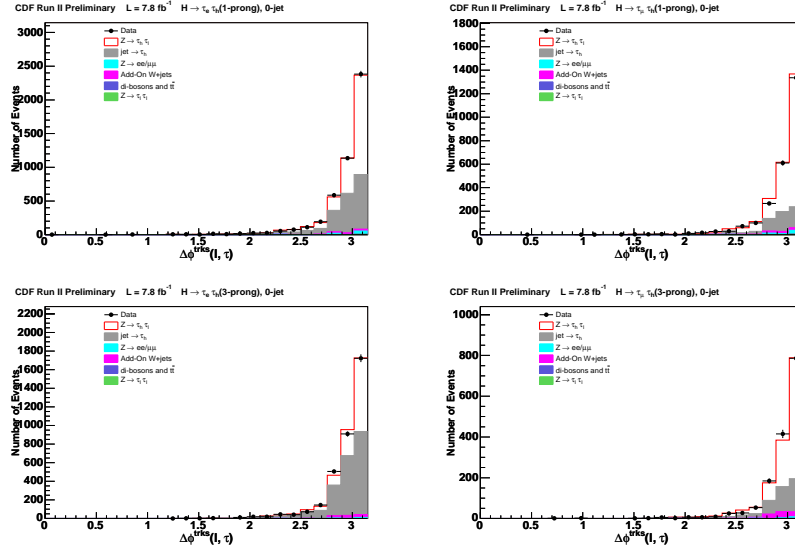 CDF Run II Preliminary L = 7.8 fb⁻¹ H → τₑ τₕ(1-prong), 0-jet
Data
Z → τₕ τₗ
jet → τₕ
Z → ee/μμ
Add-On W+jets
di-bosons and tt̄
Z → τₗ τₗ
Number of Events
2500
2000
1500
1000
500
0
0 0.5 1 1.5 2 2.5 3
Δϕᵗʳᵏˢ(l, τ)
CDF Run II Preliminary L = 7.8 fb⁻¹ H → τ_μ τₕ(1-prong), 0-jet
Data
Z → τₕ τₗ
jet → τₕ
Z → ee/μμ
Add-On W+jets
di-bosons and tt̄
Z → τₗ τₗ
Number of Events
1800
1600
1400
1200
1000
800
600
400
200
0
0 0.5 1 1.5 2 2.5 3
Δϕᵗʳᵏˢ(l, τ)
CDF Run II Preliminary L = 7.8 fb⁻¹ H → τₑ τₕ(3-prong), 0-jet
Data
Z → τₕ τₗ
jet → τₕ
Z → ee/μμ
Add-On W+jets
di-bosons and tt̄
Z → τₗ τₗ
Number of Events
2200
2000
1800
1600
1400
1200
1000
800
600
400
200
0
0 0.5 1 1.5 2 2.5 3
Δϕᵗʳᵏˢ(l, τ)
CDF Run II Preliminary L = 7.8 fb⁻¹ H → τ_μ τₕ(3-prong), 0-jet
Data
Z → τₕ τₗ
jet → τₕ
Z → ee/μμ
Add-On W+jets
di-bosons and tt̄
Z → τₗ τₗ
Number of Events
1000
800
600
400
200
0
0 0.5 1 1.5 2 2.5 3
Δϕᵗʳᵏˢ(l, τ)